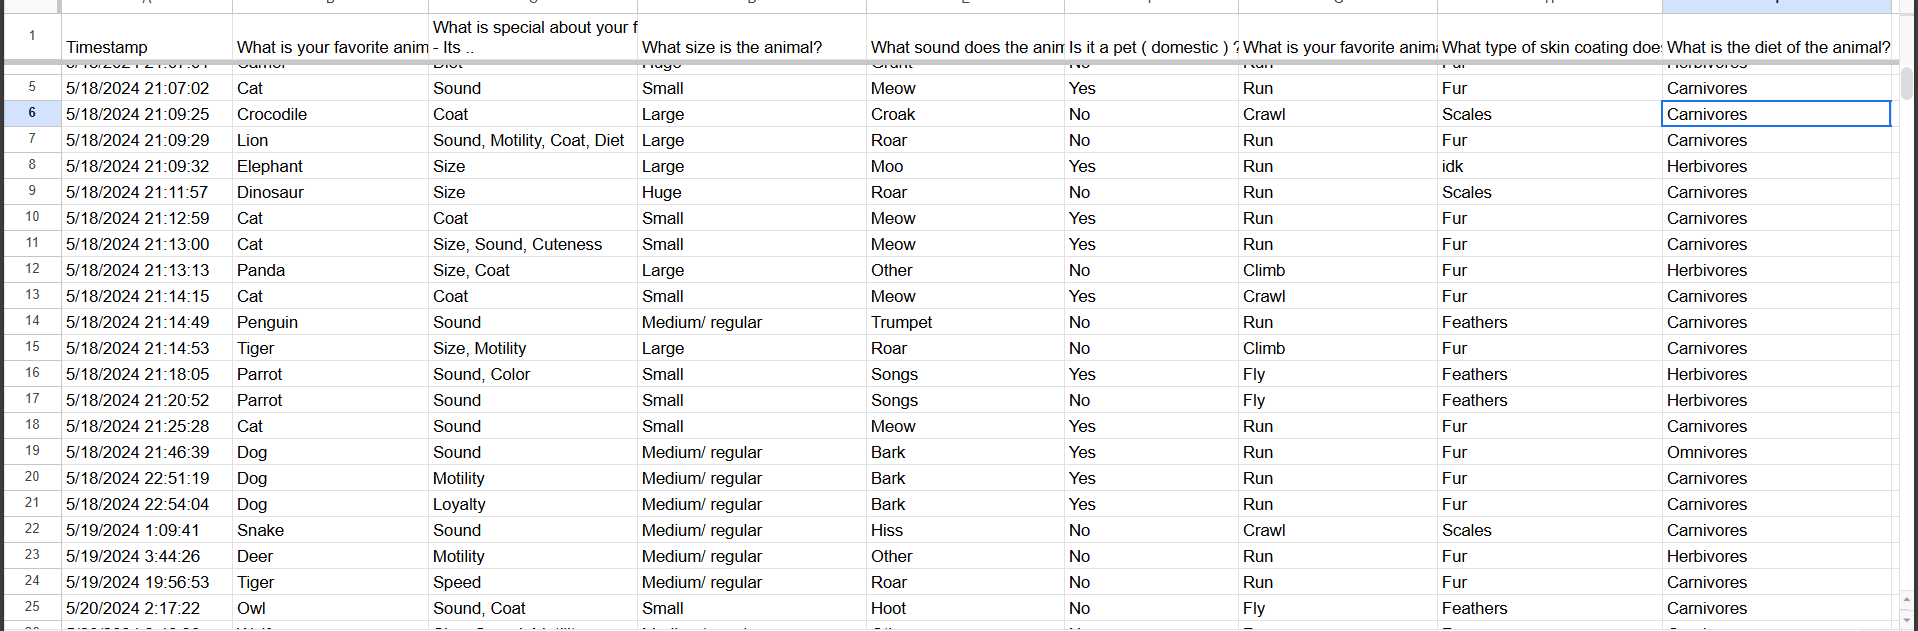 What is special about your f
1 Timestamp What is your favorite anim - Its .. What size is the animal? What sound does the anim Is it a pet ( domestic ) ? What is your favorite anima What type of skin coating does What is the diet of the animal?
5 5/18/2024 21:07:02 Cat Sound Small Meow Yes Run Fur Carnivores
6 5/18/2024 21:09:25 Crocodile Coat Large Croak No Crawl Scales Carnivores
7 5/18/2024 21:09:29 Lion Sound, Motility, Coat, Diet Large Roar No Run Fur Carnivores
8 5/18/2024 21:09:32 Elephant Size Large Moo Yes Run idk Herbivores
9 5/18/2024 21:11:57 Dinosaur Size Huge Roar No Run Scales Carnivores
10 5/18/2024 21:12:59 Cat Coat Small Meow Yes Run Fur Carnivores
11 5/18/2024 21:13:00 Cat Size, Sound, Cuteness Small Meow Yes Run Fur Carnivores
12 5/18/2024 21:13:13 Panda Size, Coat Large Other No Climb Fur Herbivores
13 5/18/2024 21:14:15 Cat Coat Small Meow Yes Crawl Fur Carnivores
14 5/18/2024 21:14:49 Penguin Sound Medium/ regular Trumpet No Run Feathers Carnivores
15 5/18/2024 21:14:53 Tiger Size, Motility Large Roar No Climb Fur Carnivores
16 5/18/2024 21:18:05 Parrot Sound, Color Small Songs Yes Fly Feathers Herbivores
17 5/18/2024 21:20:52 Parrot Sound Small Songs No Fly Feathers Herbivores
18 5/18/2024 21:25:28 Cat Sound Small Meow Yes Run Fur Carnivores
19 5/18/2024 21:46:39 Dog Sound Medium/ regular Bark Yes Run Fur Omnivores
20 5/18/2024 22:51:19 Dog Motility Medium/ regular Bark Yes Run Fur Carnivores
21 5/18/2024 22:54:04 Dog Loyalty Medium/ regular Bark Yes Run Fur Carnivores
22 5/19/2024 1:09:41 Snake Sound Medium/ regular Hiss No Crawl Scales Carnivores
23 5/19/2024 3:44:26 Deer Motility Medium/ regular Other No Run Fur Herbivores
24 5/19/2024 19:56:53 Tiger Speed Medium/ regular Roar No Run Fur Carnivores
25 5/20/2024 2:17:22 Owl Sound, Coat Small Hoot No Fly Feathers Carnivores